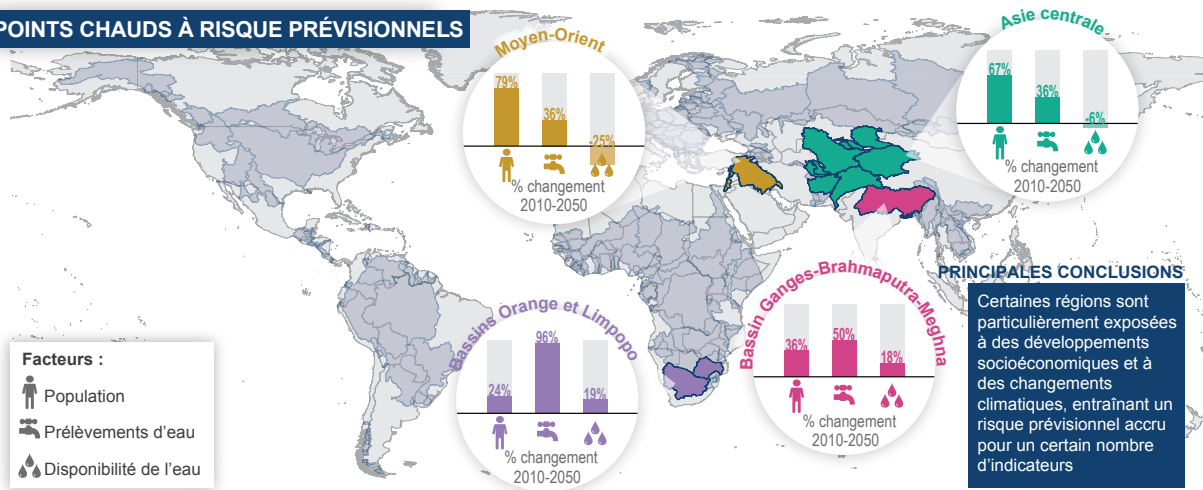 POINTS CHAUDS À RISQUE PRÉVISIONNELS
Moyen-Orient
79%
36%
-25%
% changement
2010-2050
Asie centrale
67%
36%
-6%
% changement
2010-2050
Bassins Orange et Limpopo
24%
96%
19%
% changement
2010-2050
Bassin Ganges-Brahmaputra-Meghna
36%
50%
18%
% changement
2010-2050
Facteurs :
Population
Prélèvements d'eau
Disponibilité de l'eau
PRINCIPALES CONCLUSIONS
Certaines régions sont
particulièrement exposées
à des développements
socioéconomiques et à
des changements
climatiques, entraînant un
risque prévisionnel accru
pour un certain nombre
d'indicateurs